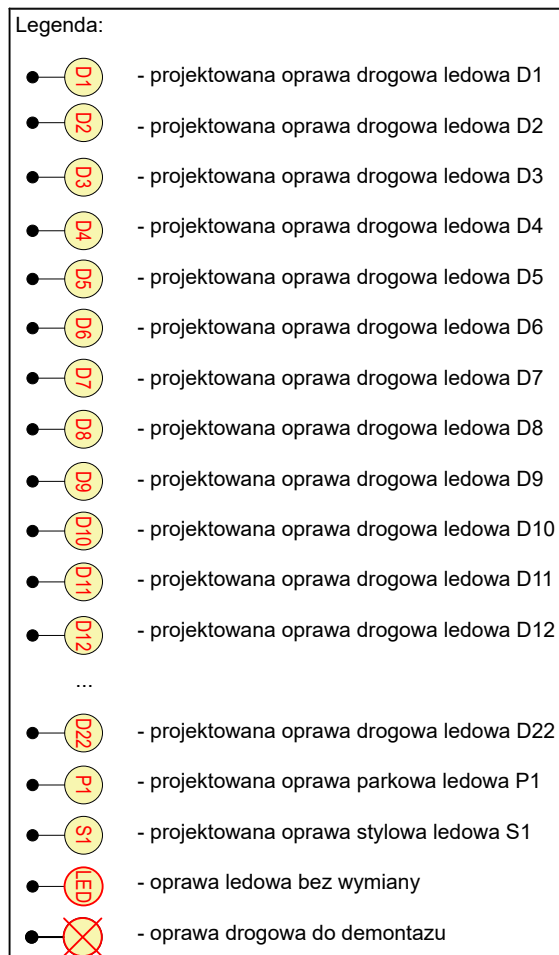 Legenda:
D1 - projektowana oprawa drogowa ledowa D1
D2 - projektowana oprawa drogowa ledowa D2
D3 - projektowana oprawa drogowa ledowa D3
D4 - projektowana oprawa drogowa ledowa D4
D5 - projektowana oprawa drogowa ledowa D5
D6 - projektowana oprawa drogowa ledowa D6
D7 - projektowana oprawa drogowa ledowa D7
D8 - projektowana oprawa drogowa ledowa D8
D9 - projektowana oprawa drogowa ledowa D9
D10 - projektowana oprawa drogowa ledowa D10
D11 - projektowana oprawa drogowa ledowa D11
D12 - projektowana oprawa drogowa ledowa D12
...
D22 - projektowana oprawa drogowa ledowa D22
P1 - projektowana oprawa parkowa ledowa P1
S1 - projektowana oprawa stylowa ledowa S1
LED - oprawa ledowa bez wymiany
- oprawa drogowa do demontazu